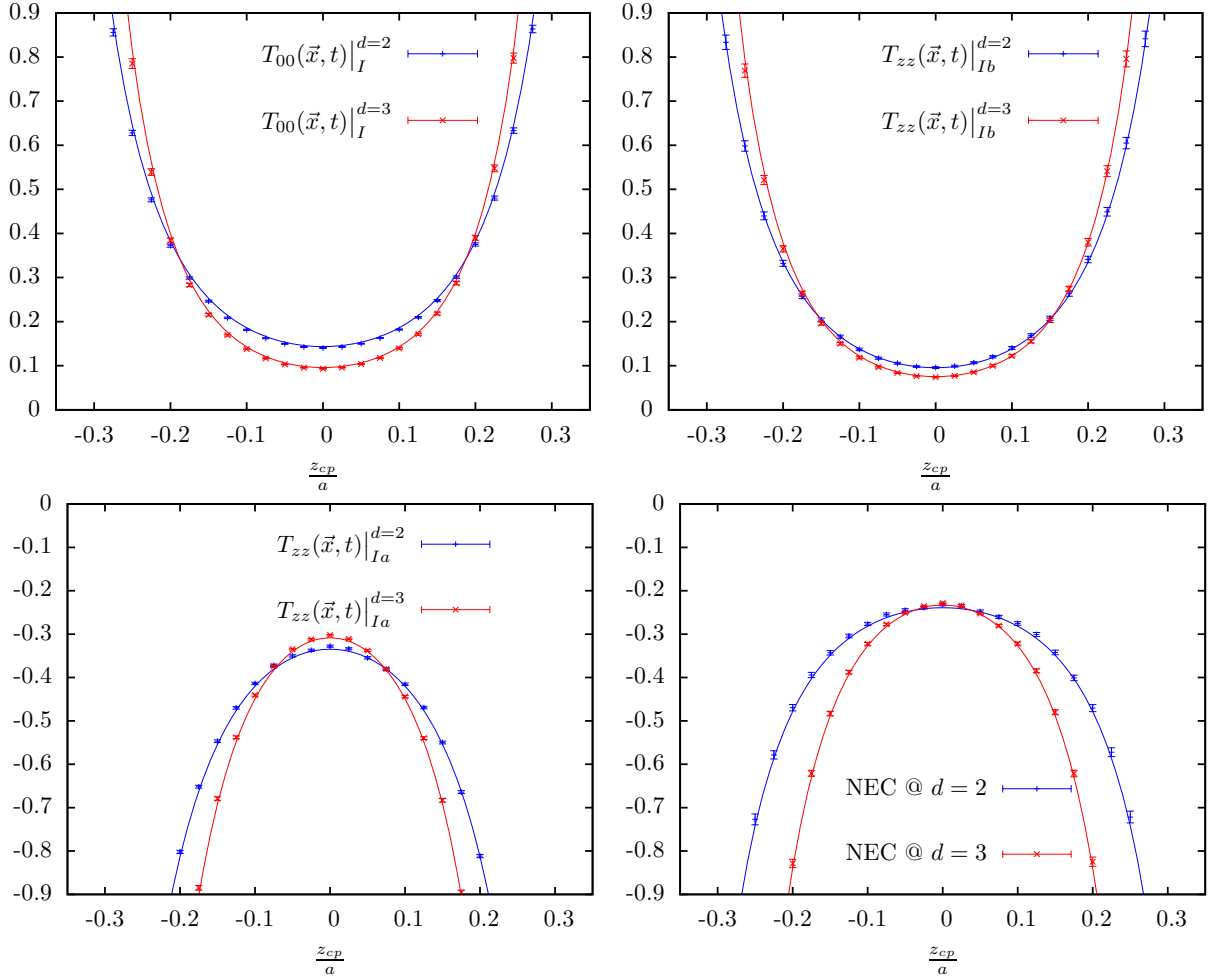 0.9
0.8
0.7
0.6
0.5
0.4
0.3
0.2
0.1
0
-0.3 -0.2 -0.1 0 0.1 0.2 0.3
z_{cp}/a
T_{00}(\vec{x}, t)|_{I}^{d=2}
T_{00}(\vec{x}, t)|_{I}^{d=3}
0.9
0.8
0.7
0.6
0.5
0.4
0.3
0.2
0.1
0
-0.3 -0.2 -0.1 0 0.1 0.2 0.3
z_{cp}/a
T_{zz}(\vec{x}, t)|_{Ib}^{d=2}
T_{zz}(\vec{x}, t)|_{Ib}^{d=3}
0
-0.1
-0.2
-0.3
-0.4
-0.5
-0.6
-0.7
-0.8
-0.9
-0.3 -0.2 -0.1 0 0.1 0.2 0.3
z_{cp}/a
T_{zz}(\vec{x}, t)|_{Ia}^{d=2}
T_{zz}(\vec{x}, t)|_{Ia}^{d=3}
0
-0.1
-0.2
-0.3
-0.4
-0.5
-0.6
-0.7
-0.8
-0.9
-0.3 -0.2 -0.1 0 0.1 0.2 0.3
z_{cp}/a
NEC @ d = 2
NEC @ d = 3